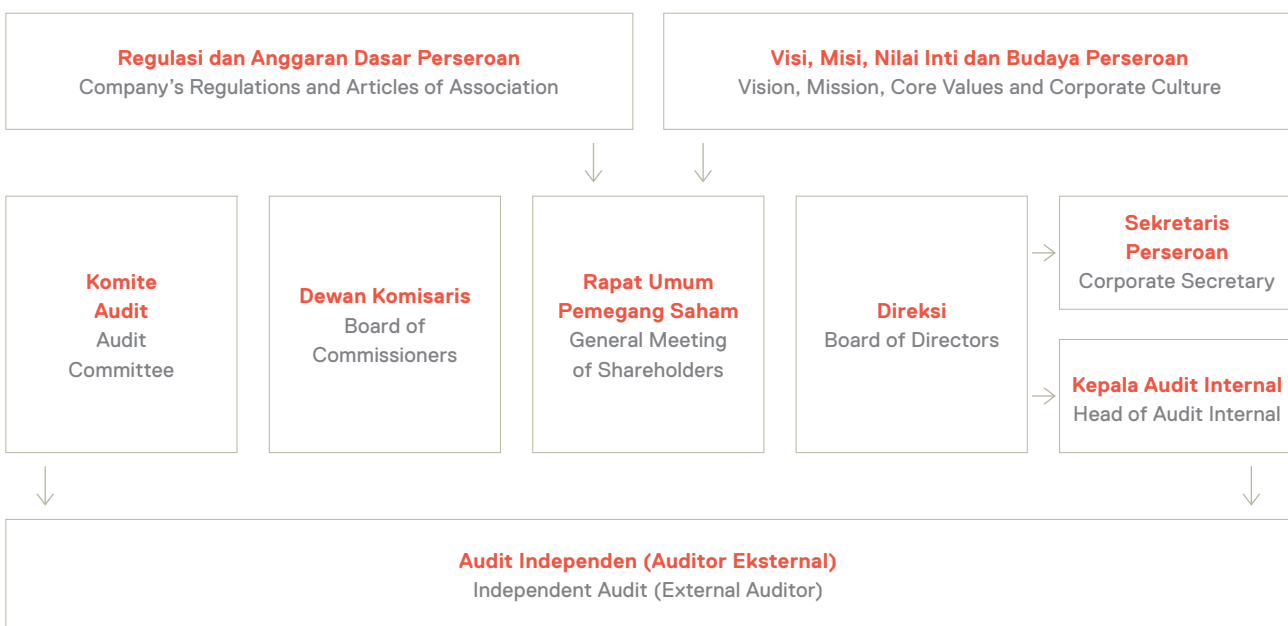 Regulasi dan Anggaran Dasar Perseroan
Company's Regulations and Articles of Association
Visi, Misi, Nilai Inti dan Budaya Perseroan
Vision, Mission, Core Values and Corporate Culture
Komite
Audit
Audit
Committee
Dewan Komisaris
Board of
Commissioners
Rapat Umum
Pemegang Saham
General Meeting
of Shareholders
Direksi
Board of Directors
Sekretaris
Perseroan
Corporate Secretary
Kepala Audit Internal
Head of Audit Internal
Audit Independen (Auditor Eksternal)
Independent Audit (External Auditor)